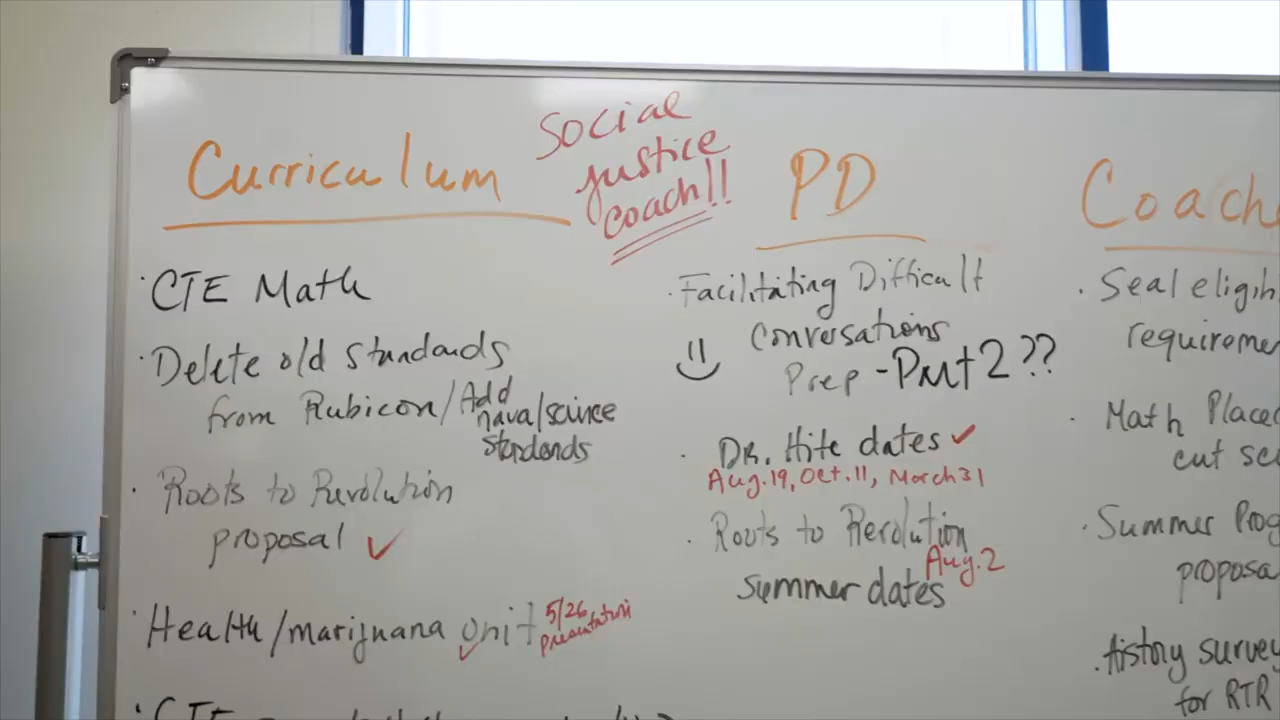 Curriculum
Social
justice
coach!!
· CTE Math
· Delete old standards
from Rubicon/Add
naval science
standards
· Roots to Revolution
proposal ✓
· Health/marijuana unit 5/26
presentation
· CTE
PD
· Facilitating Difficult
Conversations
Prep - Part 2??
· Dr. Hite dates ✓
Aug. 19, Oct. 11, March 31
· Roots to Revolution
Aug. 2
summer dates
Coach
· Seal eligib
requireme
· Math Place
cut sc
· Summer Prog
proposa
· History survey
for RTR